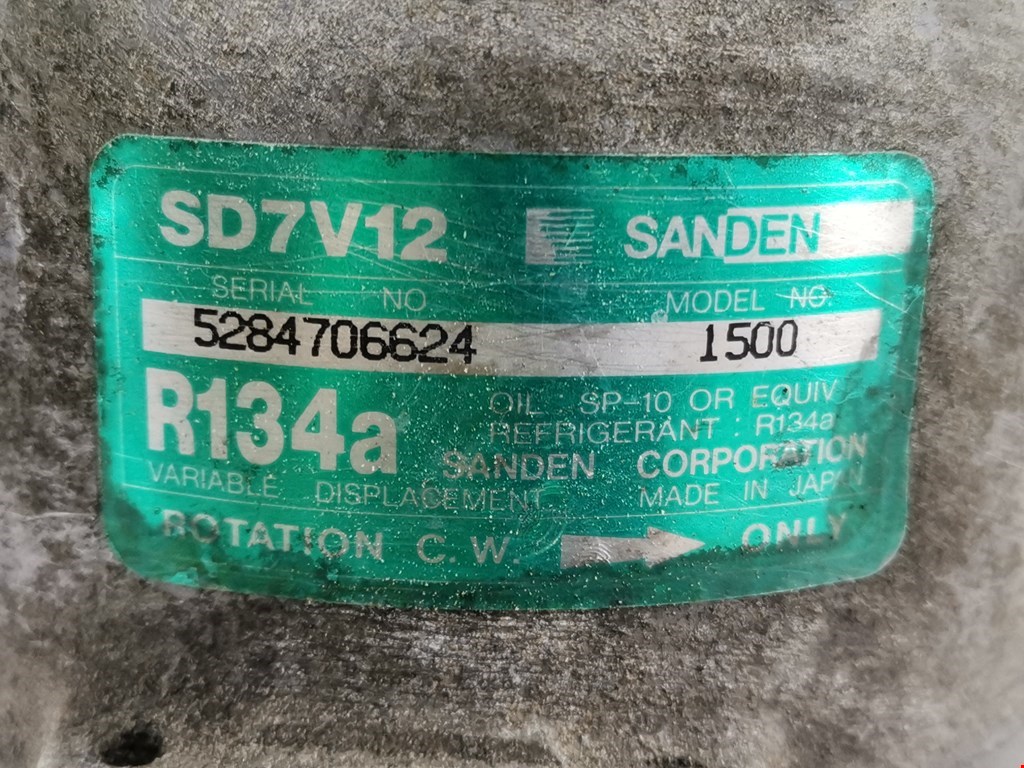 SD7V12 SANDEN
SERIAL NO MODEL NO.
5284706624 1500
R134a
OIL : SP-10 OR EQUIV
REFRIGERANT : R134a
SANDEN CORPORATION
VARIABLE DISPLACEMENT MADE IN JAPAN
ROTATION C.W. ONLY